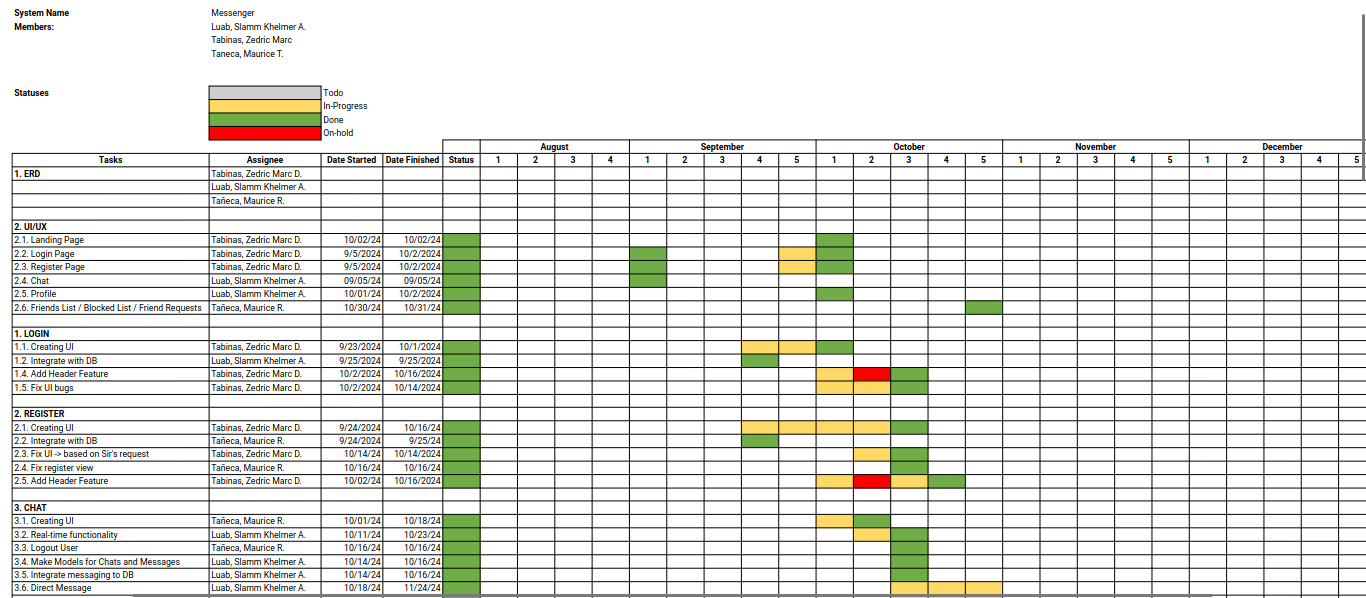 System Name Messenger
Members: Luab, Slamm Khelmer A.
Tabinas, Zedric Marc
Taneca, Maurice T.
Statuses Todo
In-Progress
Done
On-hold
August September October November December
Tasks Assignee Date Started Date Finished Status 1 2 3 4 1 2 3 4 5 1 2 3 4 5 1 2 3 4 5 1 2 3 4 5
1. ERD Tabinas, Zedric Marc D.
Luab, Slamm Khelmer A.
Tañeca, Maurice R.
2. UI/UX
2.1. Landing Page Tabinas, Zedric Marc D. 10/02/24 10/02/24
2.2. Login Page Tabinas, Zedric Marc D. 9/5/2024 10/2/2024
2.3. Register Page Tabinas, Zedric Marc D. 9/5/2024 10/2/2024
2.4. Chat Luab, Slamm Khelmer A. 09/05/24 09/05/24
2.5. Profile Luab, Slamm Khelmer A. 10/01/24 10/2/2024
2.6. Friends List / Blocked List / Friend Requests Tañeca, Maurice R. 10/30/24 10/31/24
1. LOGIN
1.1. Creating UI Tabinas, Zedric Marc D. 9/23/2024 10/1/2024
1.2. Integrate with DB Luab, Slamm Khelmer A. 9/25/2024 9/25/2024
1.4. Add Header Feature Tabinas, Zedric Marc D. 10/2/2024 10/16/2024
1.5. Fix UI bugs Tabinas, Zedric Marc D. 10/2/2024 10/14/2024
2. REGISTER
2.1. Creating UI Tabinas, Zedric Marc D. 9/24/2024 10/16/24
2.2. Integrate with DB Tañeca, Maurice R. 9/24/2024 9/25/24
2.3. Fix UI -> based on Sir's request Tabinas, Zedric Marc D. 10/14/24 10/14/2024
2.4. Fix register view Tañeca, Maurice R. 10/16/24 10/16/24
2.5. Add Header Feature Tabinas, Zedric Marc D. 10/02/24 10/16/2024
3. CHAT
3.1. Creating UI Tañeca, Maurice R. 10/01/24 10/18/24
3.2. Real-time functionality Luab, Slamm Khelmer A. 10/11/24 10/23/24
3.3. Logout User Tañeca, Maurice R. 10/16/24 10/16/24
3.4. Make Models for Chats and Messages Luab, Slamm Khelmer A. 10/14/24 10/16/24
3.5. Integrate messaging to DB Luab, Slamm Khelmer A. 10/14/24 10/16/24
3.6. Direct Message Luab, Slamm Khelmer A. 10/18/24 11/24/24